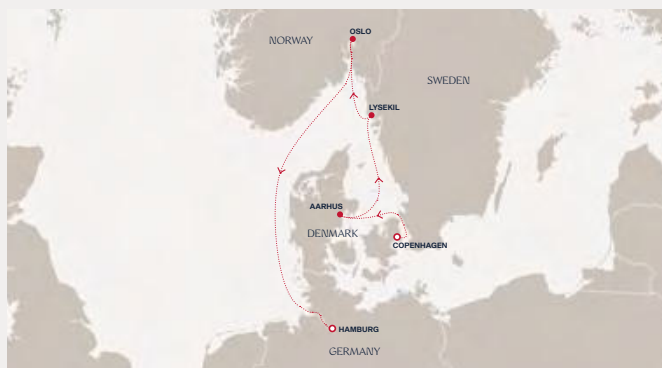 OSLO
NORWAY
SWEDEN
LYSEKIL
AARHUS
DENMARK
COPENHAGEN
HAMBURG
GERMANY